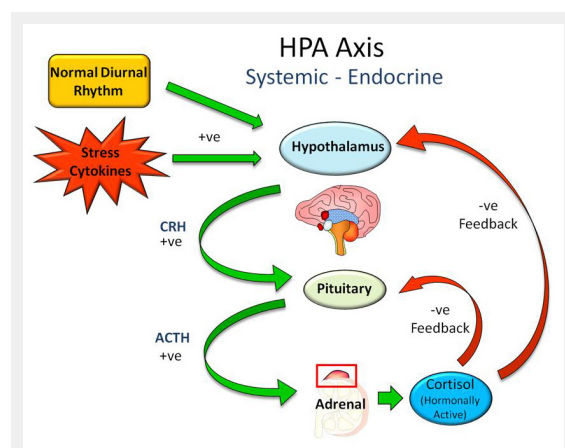 HPA Axis
Systemic - Endocrine
Normal Diurnal
Rhythm
+ve
Stress
Cytokines
Hypothalamus
CRH
+ve
-ve
Feedback
Pituitary
-ve
Feedback
ACTH
+ve
Adrenal
Cortisol
(Hormonally
Active)